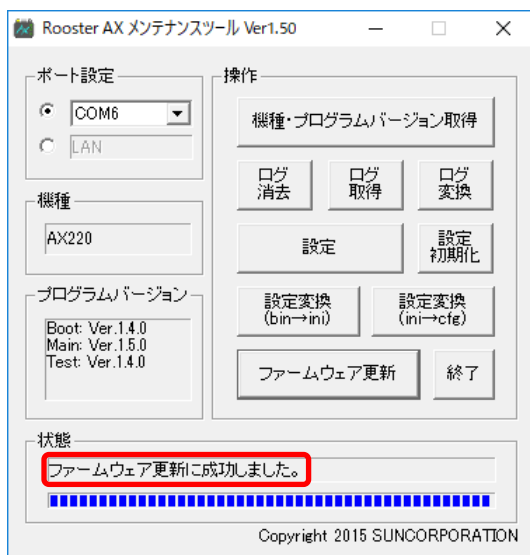 Rooster AX メンテナンスツール Ver1.50
ポート設定
COM6
LAN
機種
AX220
プログラムバージョン
Boot: Ver.1.4.0
Main: Ver.1.5.0
Test: Ver.1.4.0
操作
機種・プログラムバージョン取得
ログ
消去
ログ
取得
ログ
変換
設定
設定
初期化
設定変換
(bin→ini)
設定変換
(ini→cfg)
ファームウェア更新
終了
状態
ファームウェア更新に成功しました。
Copyright 2015 SUNCORPORATION